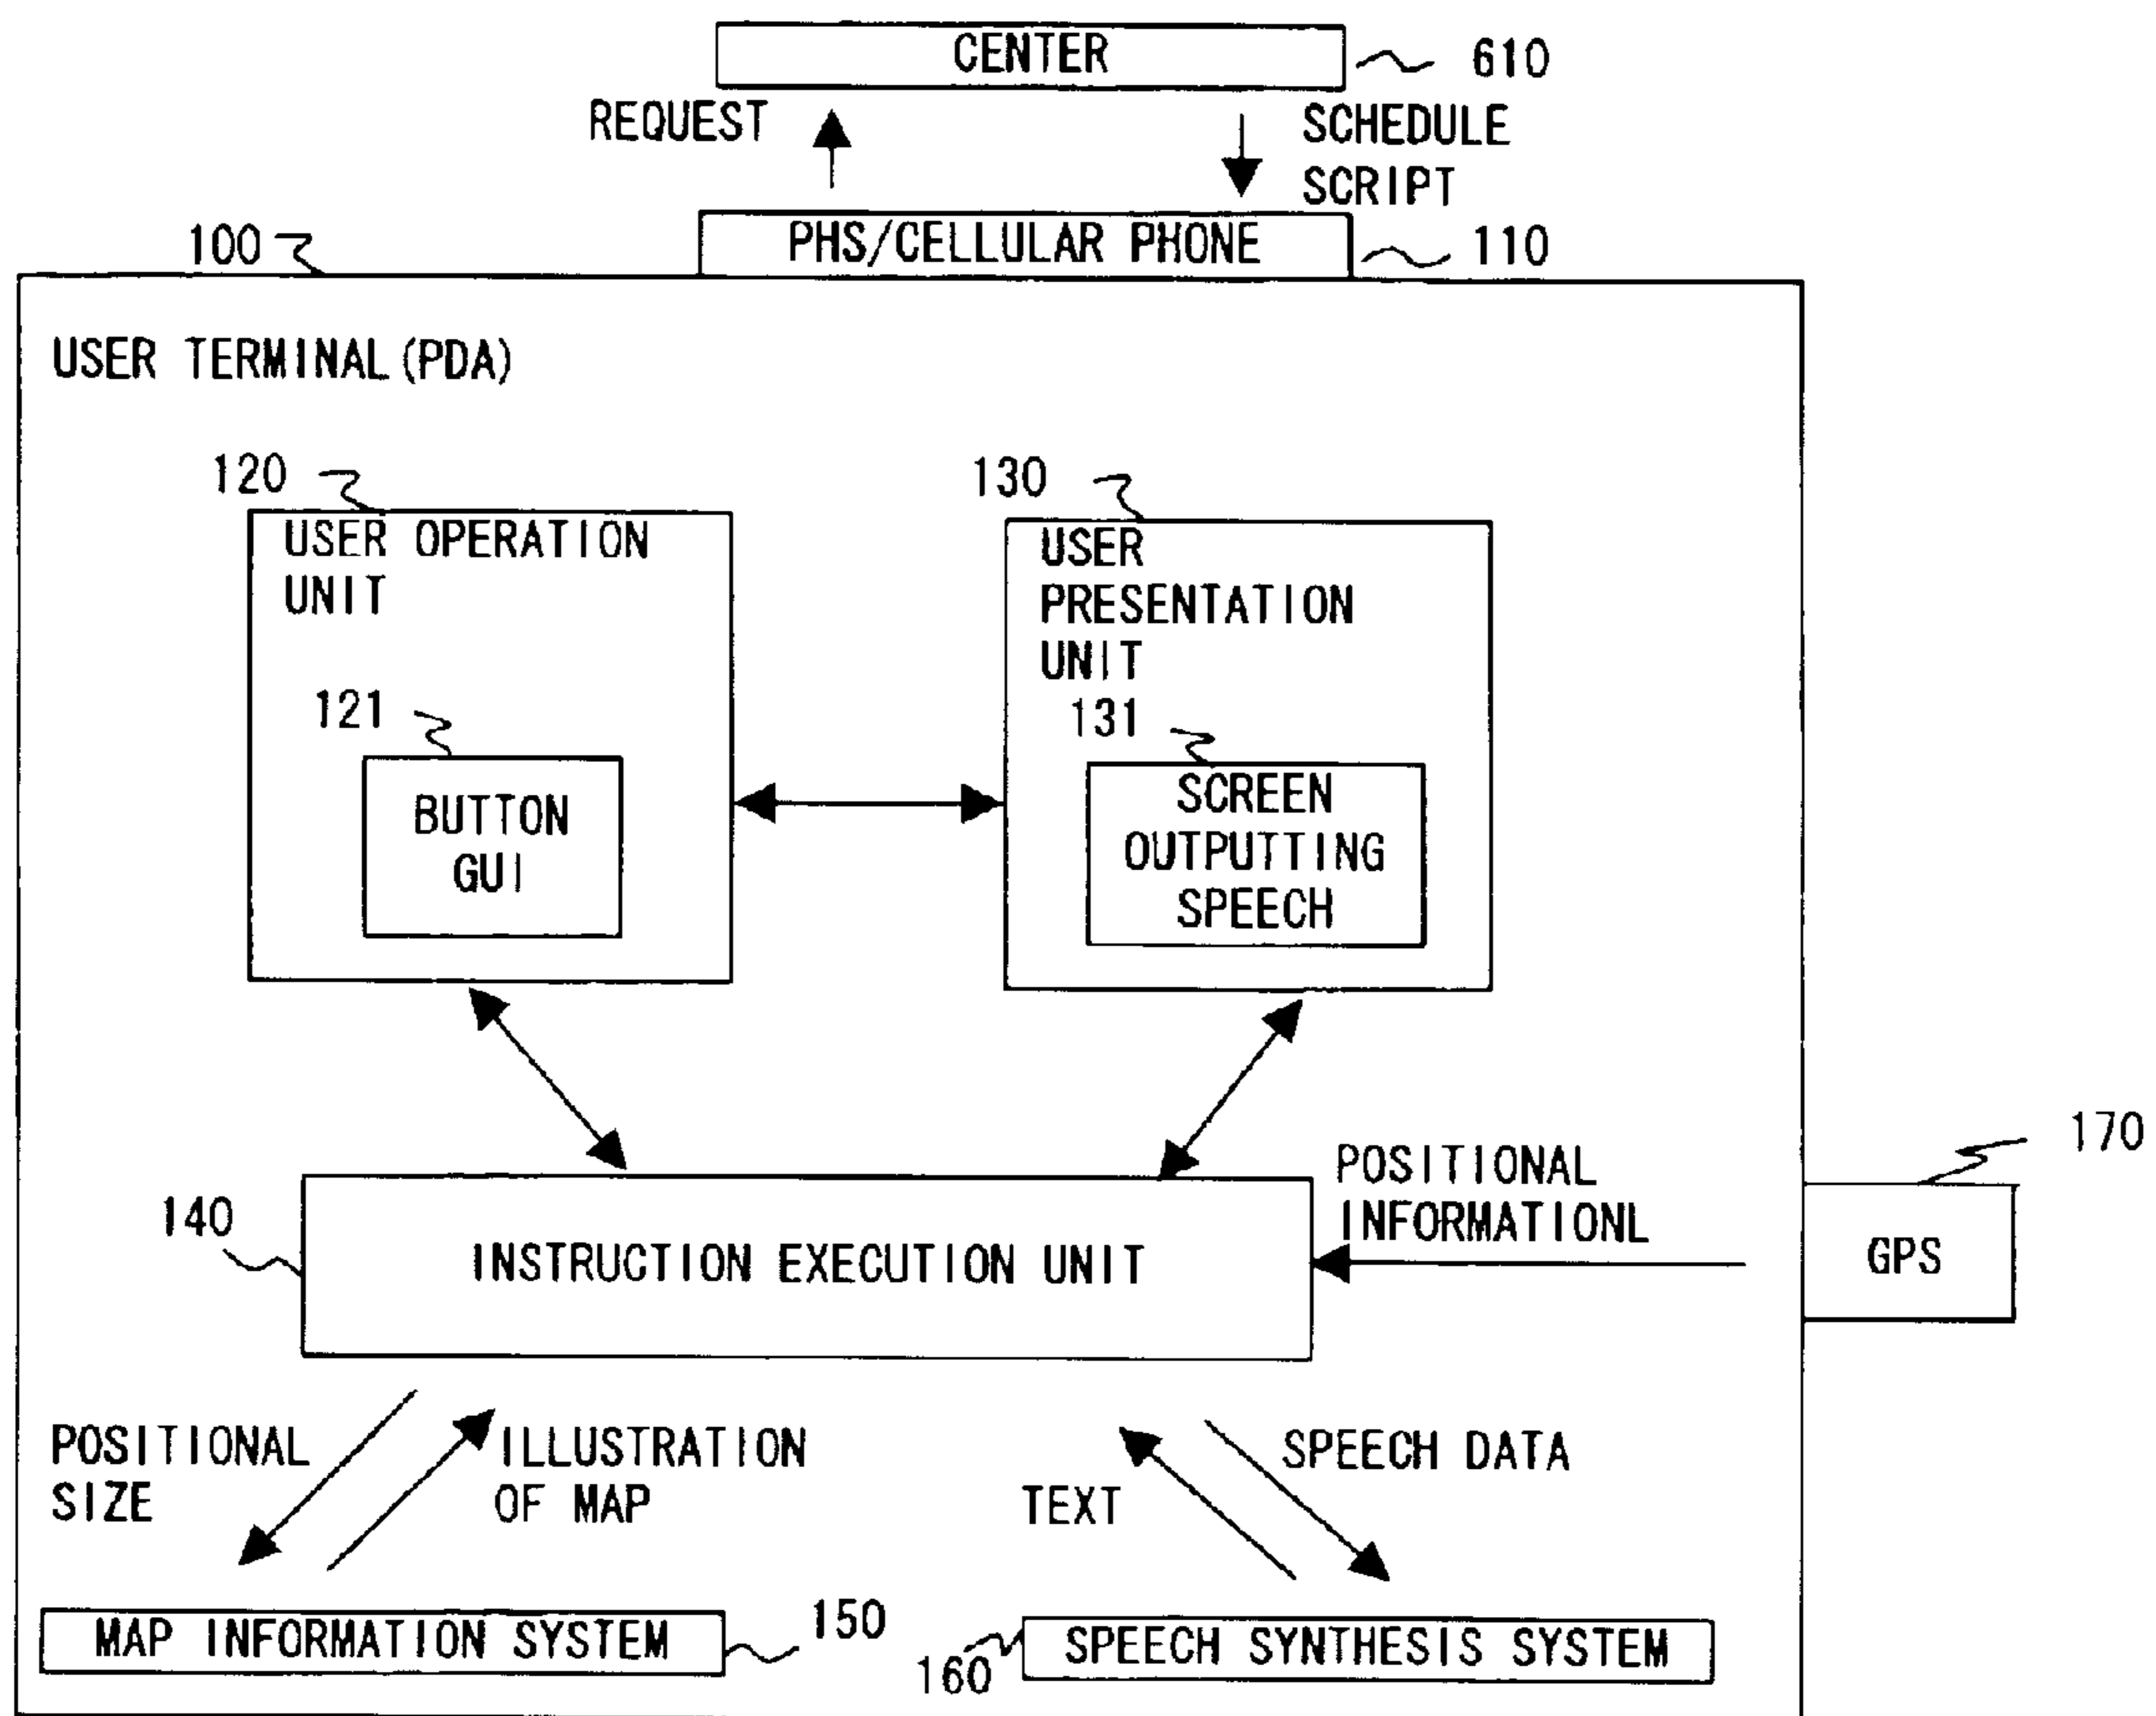 CENTER
610
REQUEST
SCHEDULE
SCRIPT
PHS/CELLULAR PHONE
110
100
USER TERMINAL(PDA)
120
USER OPERATION
UNIT
121
BUTTON
GUI
130
USER
PRESENTATION
UNIT
131
SCREEN
OUTPUTTING
SPEECH
140
INSTRUCTION EXECUTION UNIT
POSITIONAL
INFORMATIONL
170
GPS
POSITIONAL
SIZE
ILLUSTRATION
OF MAP
TEXT
SPEECH DATA
MAP INFORMATION SYSTEM
150
160
SPEECH SYNTHESIS SYSTEM